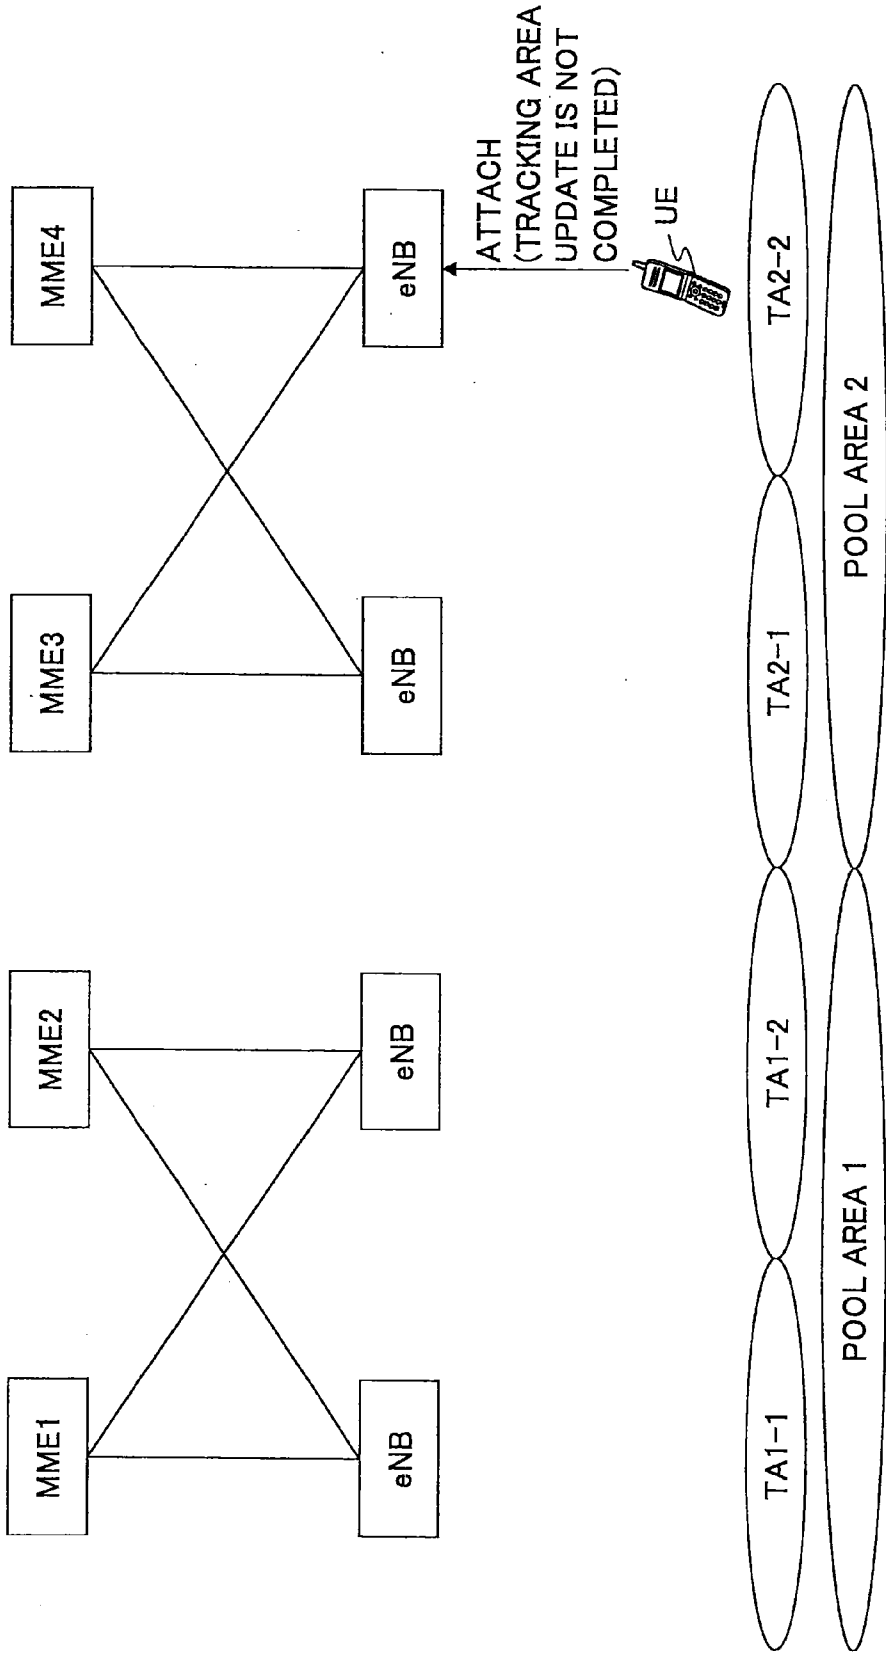 MME1
MME2
MME3
MME4
eNB
eNB
eNB
eNB
ATTACH
(TRACKING AREA
UPDATE IS NOT
COMPLETED)
UE
TA1-1
TA1-2
TA2-1
TA2-2
POOL AREA 1
POOL AREA 2